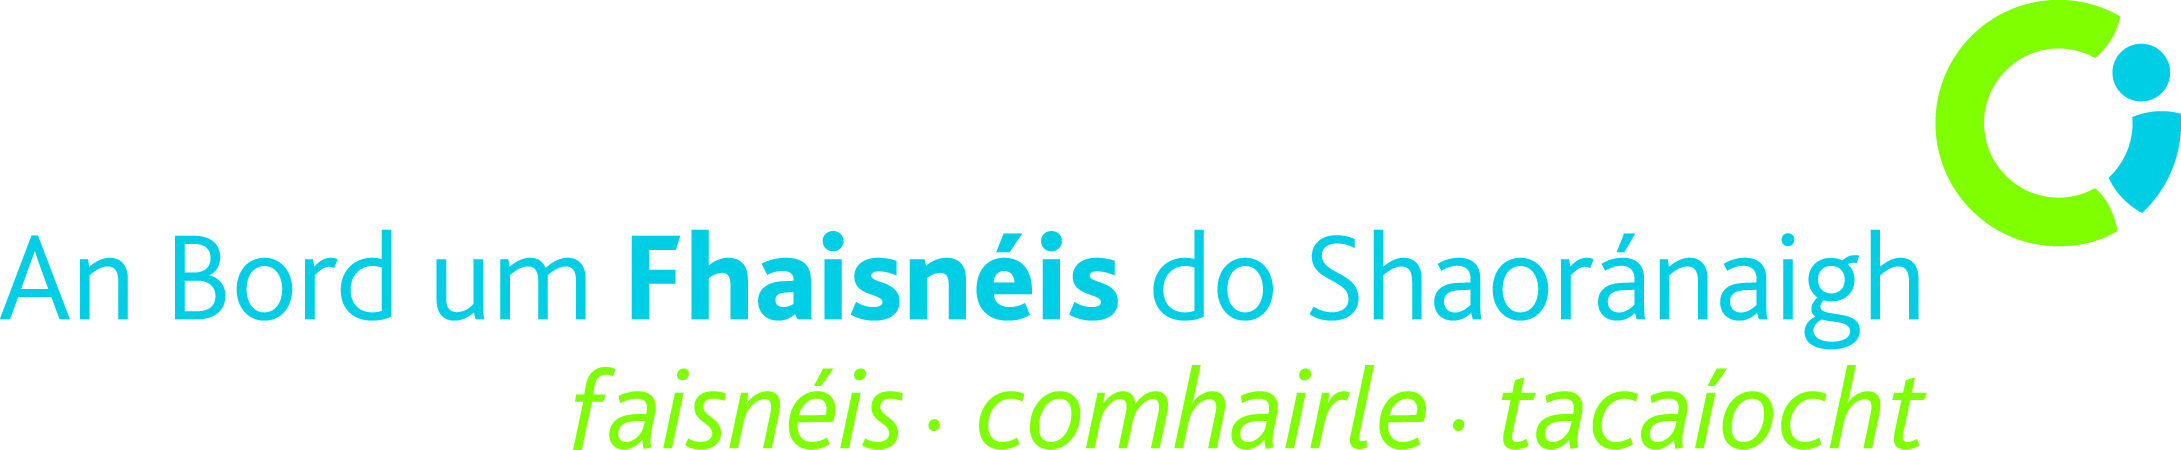 An Bord um Fhaisnéis do Shaoránaigh
faisnéis · comhairle · tacaíocht